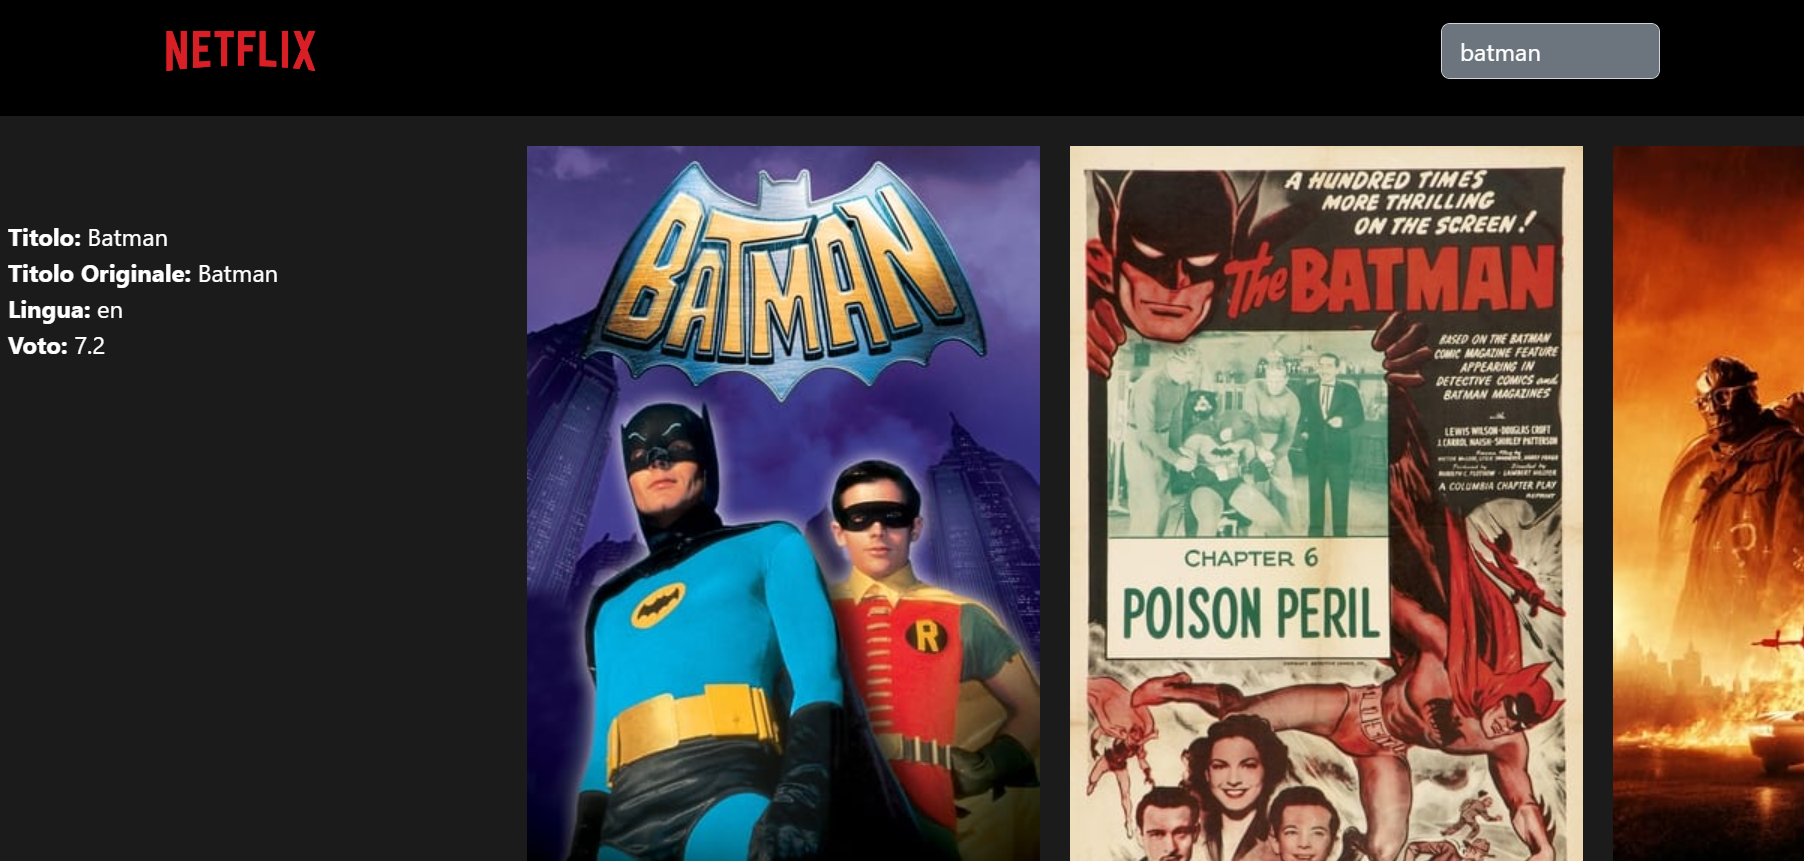 NETFLIX
batman
Titolo: Batman
Titolo Originale: Batman
Lingua: en
Voto: 7.2
BATMAN
R
A HUNDRED TIMES
MORE THRILLING
ON THE SCREEN!
The BATMAN
BASED ON THE BATMAN
COMIC MAGAZINE FEATURE
APPEARING IN
DETECTIVE COMICS and
BATMAN MAGAZINES
with
LEWIS WILSON·DOUGLAS CROFT
J. CARROL NAISH·SHIRLEY PATTERSON
A COLUMBIA CHAPTER PLAY
REPRINT
CHAPTER 6
POISON PERIL